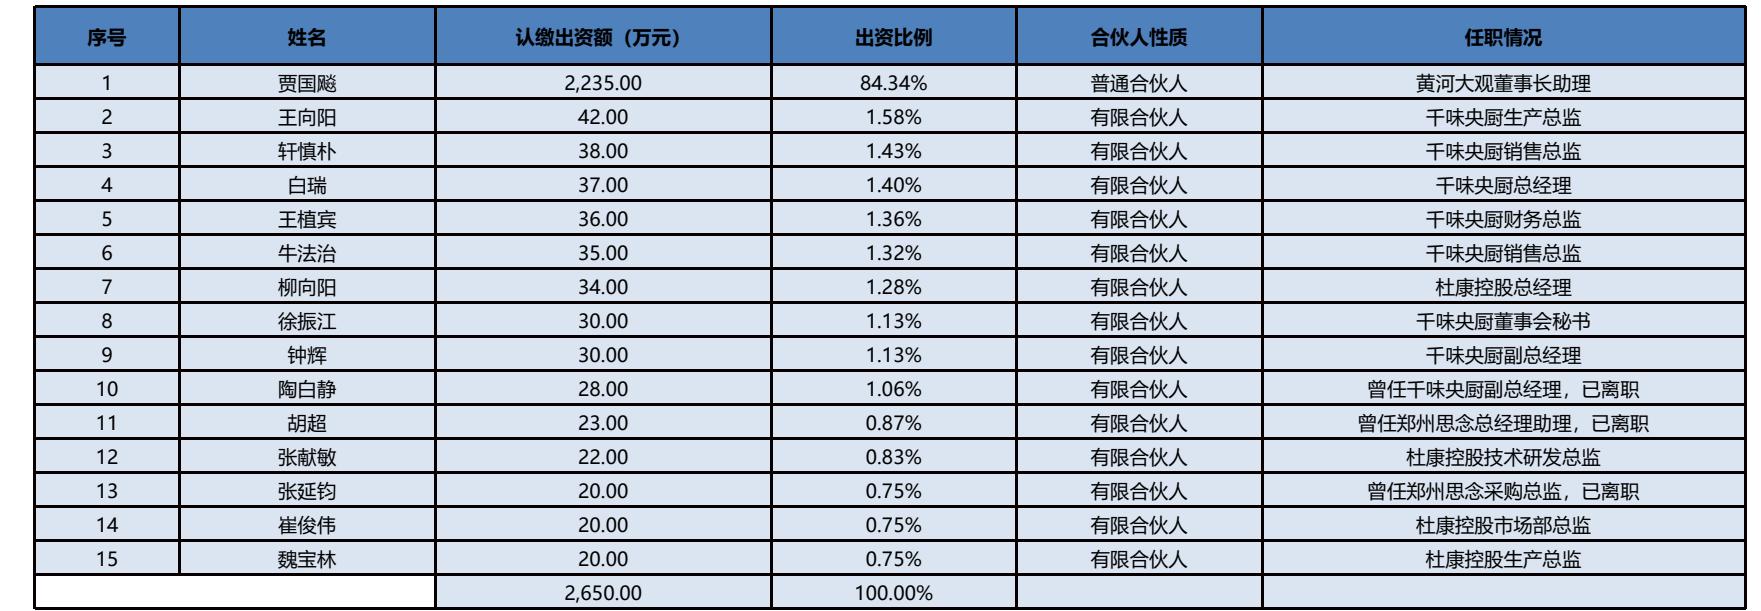 序号 姓名 认缴出资额（万元） 出资比例 合伙人性质 任职情况
1 贾国飚 2,235.00 84.34% 普通合伙人 黄河大观董事长助理
2 王向阳 42.00 1.58% 有限合伙人 千味央厨生产总监
3 轩慎朴 38.00 1.43% 有限合伙人 千味央厨销售总监
4 白瑞 37.00 1.40% 有限合伙人 千味央厨总经理
5 王植宾 36.00 1.36% 有限合伙人 千味央厨财务总监
6 牛法治 35.00 1.32% 有限合伙人 千味央厨销售总监
7 柳向阳 34.00 1.28% 有限合伙人 杜康控股总经理
8 徐振江 30.00 1.13% 有限合伙人 千味央厨董事会秘书
9 钟辉 30.00 1.13% 有限合伙人 千味央厨副总经理
10 陶白静 28.00 1.06% 有限合伙人 曾任千味央厨副总经理，已离职
11 胡超 23.00 0.87% 有限合伙人 曾任郑州思念总经理助理，已离职
12 张献敏 22.00 0.83% 有限合伙人 杜康控股技术研发总监
13 张延钧 20.00 0.75% 有限合伙人 曾任郑州思念采购总监，已离职
14 崔俊伟 20.00 0.75% 有限合伙人 杜康控股市场部总监
15 魏宝林 20.00 0.75% 有限合伙人 杜康控股生产总监
2,650.00 100.00%